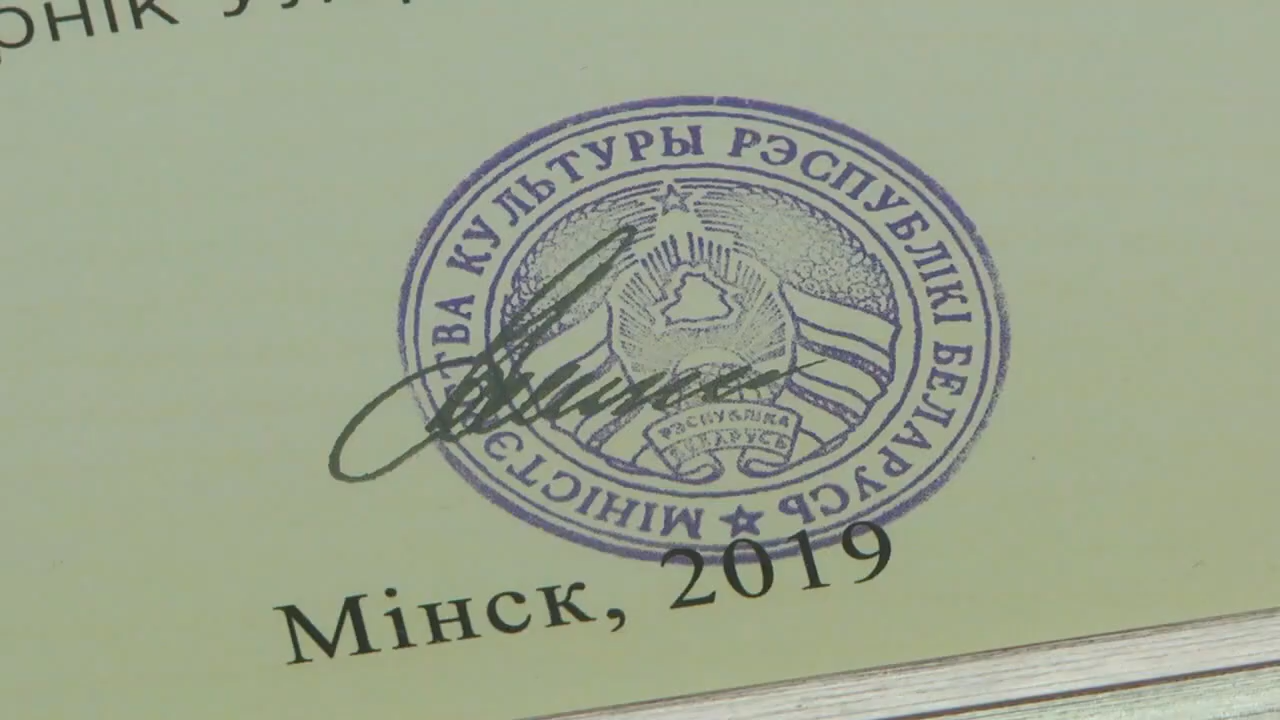 МІНІСТЭРСТВА КУЛЬТУРЫ РЭСПУБЛІКІ БЕЛАРУСЬ
РЭСПУБЛІКА
БЕЛАРУСЬ
Мінск, 2019